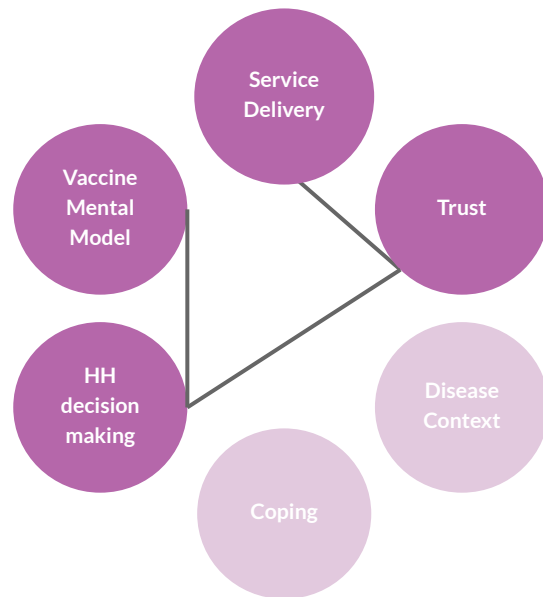 Service
Delivery
Vaccine
Mental
Model
Trust
HH
decision
making
Disease
Context
Coping